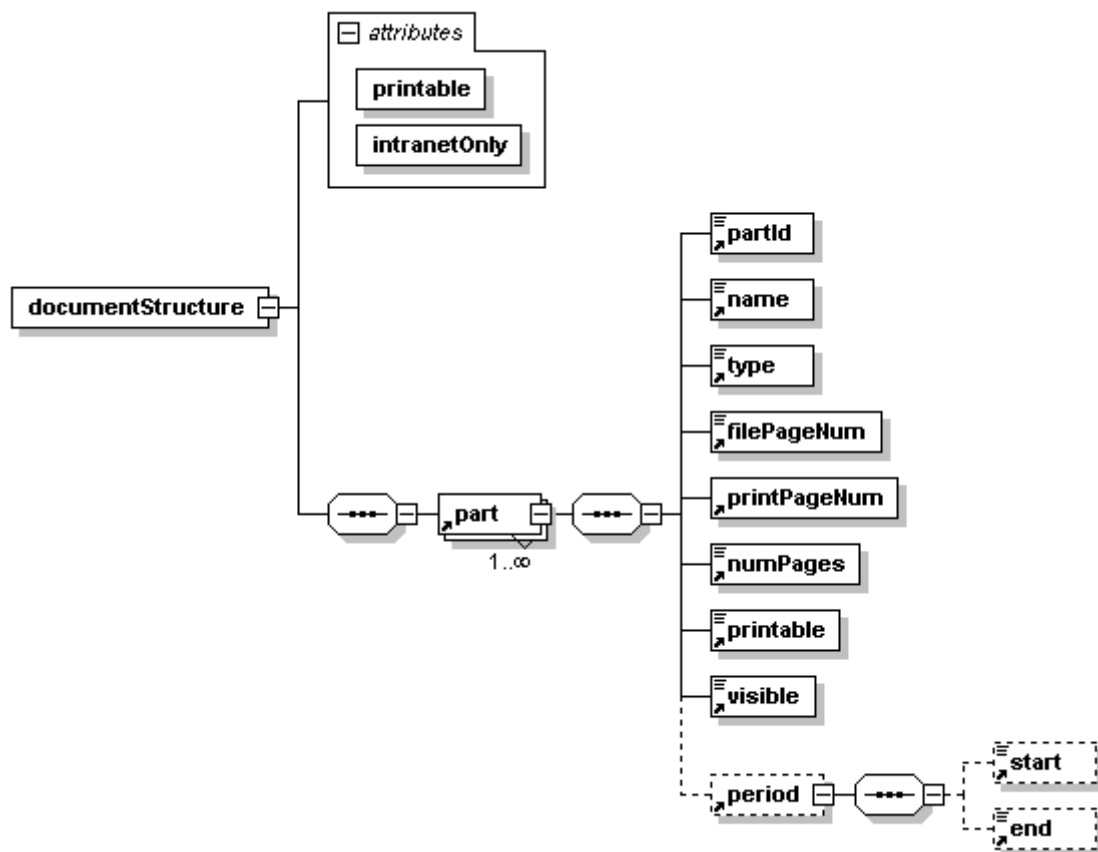 attributes
printable
intranetOnly
documentStructure
part
1..∞
partId
name
type
filePageNum
printPageNum
numPages
printable
visible
period
start
end